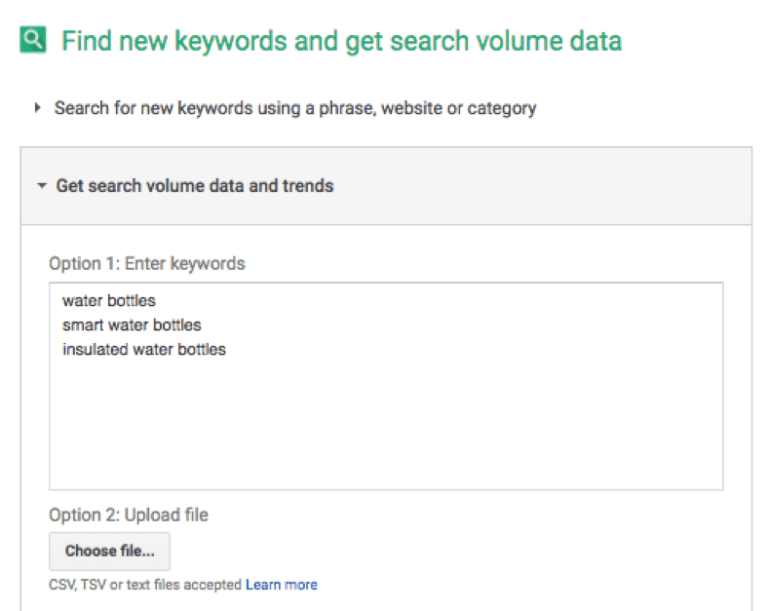 Find new keywords and get search volume data
Search for new keywords using a phrase, website or category
Get search volume data and trends
Option 1: Enter keywords
water bottles
smart water bottles
insulated water bottles
Option 2: Upload file
Choose file...
CSV, TSV or text files accepted Learn more